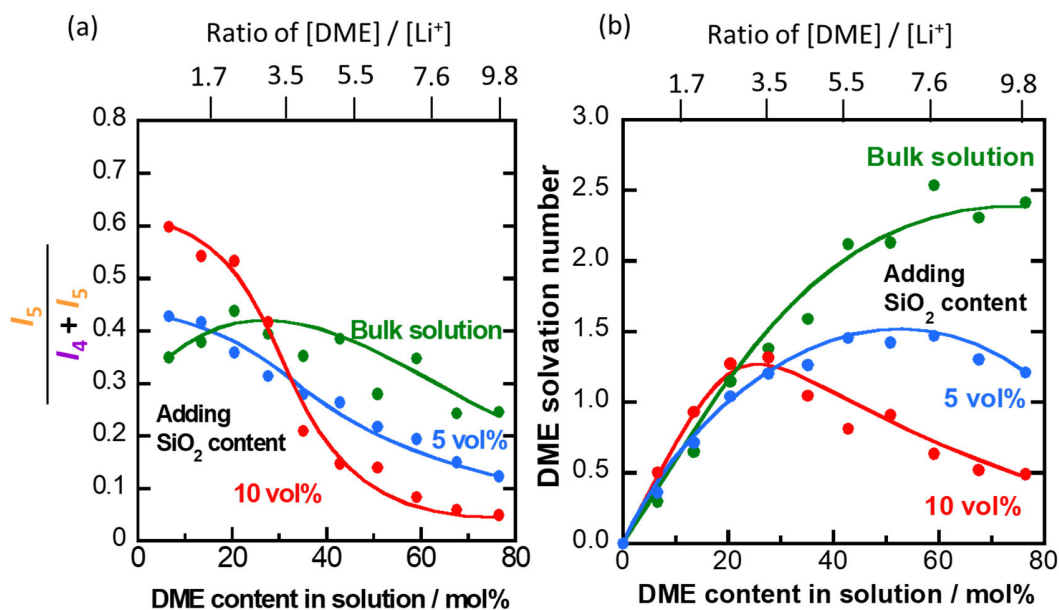 (a)
Ratio of [DME] / [Li⁺]
1.7 3.5 5.5 7.6 9.8
0.8
0.7
0.6
0.5
0.4
0.3
0.2
0.1
0
I₅
I₄ + I₅
Bulk solution
Adding
SiO₂ content
5 vol%
10 vol%
0 20 40 60 80
DME content in solution / mol%
(b)
Ratio of [DME] / [Li⁺]
1.7 3.5 5.5 7.6 9.8
DME solvation number
3.0
2.5
2.0
1.5
1.0
0.5
0.0
Bulk solution
Adding
SiO₂ content
5 vol%
10 vol%
0 20 40 60 80
DME content in solution / mol%